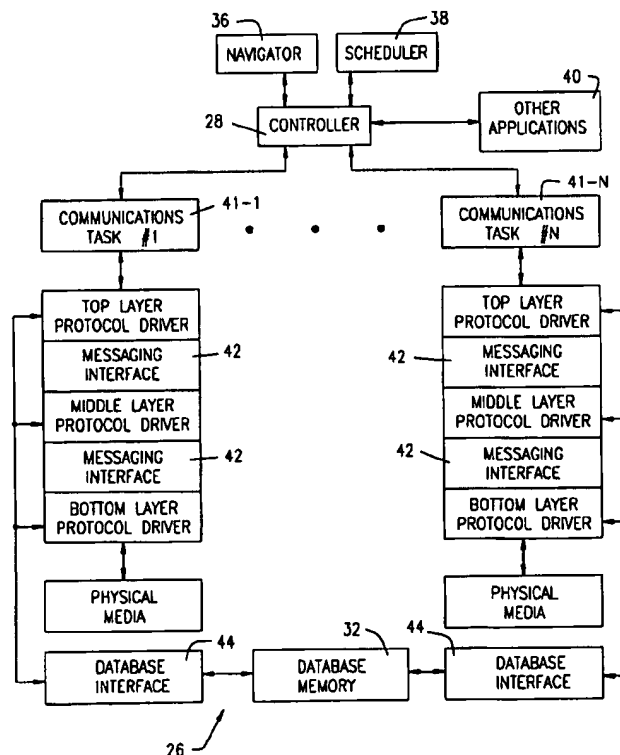 36
38
NAVIGATOR
SCHEDULER
40
28
CONTROLLER
OTHER
APPLICATIONS
41-1
41-N
COMMUNICATIONS
TASK #1
COMMUNICATIONS
TASK #N
TOP LAYER
PROTOCOL DRIVER
MESSAGING
INTERFACE
42
MIDDLE LAYER
PROTOCOL DRIVER
MESSAGING
INTERFACE
42
BOTTOM LAYER
PROTOCOL DRIVER
PHYSICAL
MEDIA
TOP LAYER
PROTOCOL DRIVER
42
MESSAGING
INTERFACE
MIDDLE LAYER
PROTOCOL DRIVER
42
MESSAGING
INTERFACE
BOTTOM LAYER
PROTOCOL DRIVER
PHYSICAL
MEDIA
44
32
44
DATABASE
INTERFACE
DATABASE
MEMORY
DATABASE
INTERFACE
26